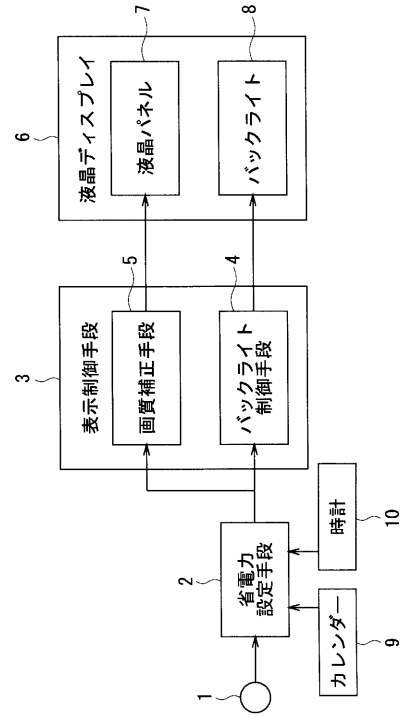 1
2
省電力
設定手段
カレンダー
9
時計
10
3
表示制御手段
画質補正手段
5
バックライト
制御手段
4
6
液晶ディスプレイ
液晶パネル
7
バックライト
8